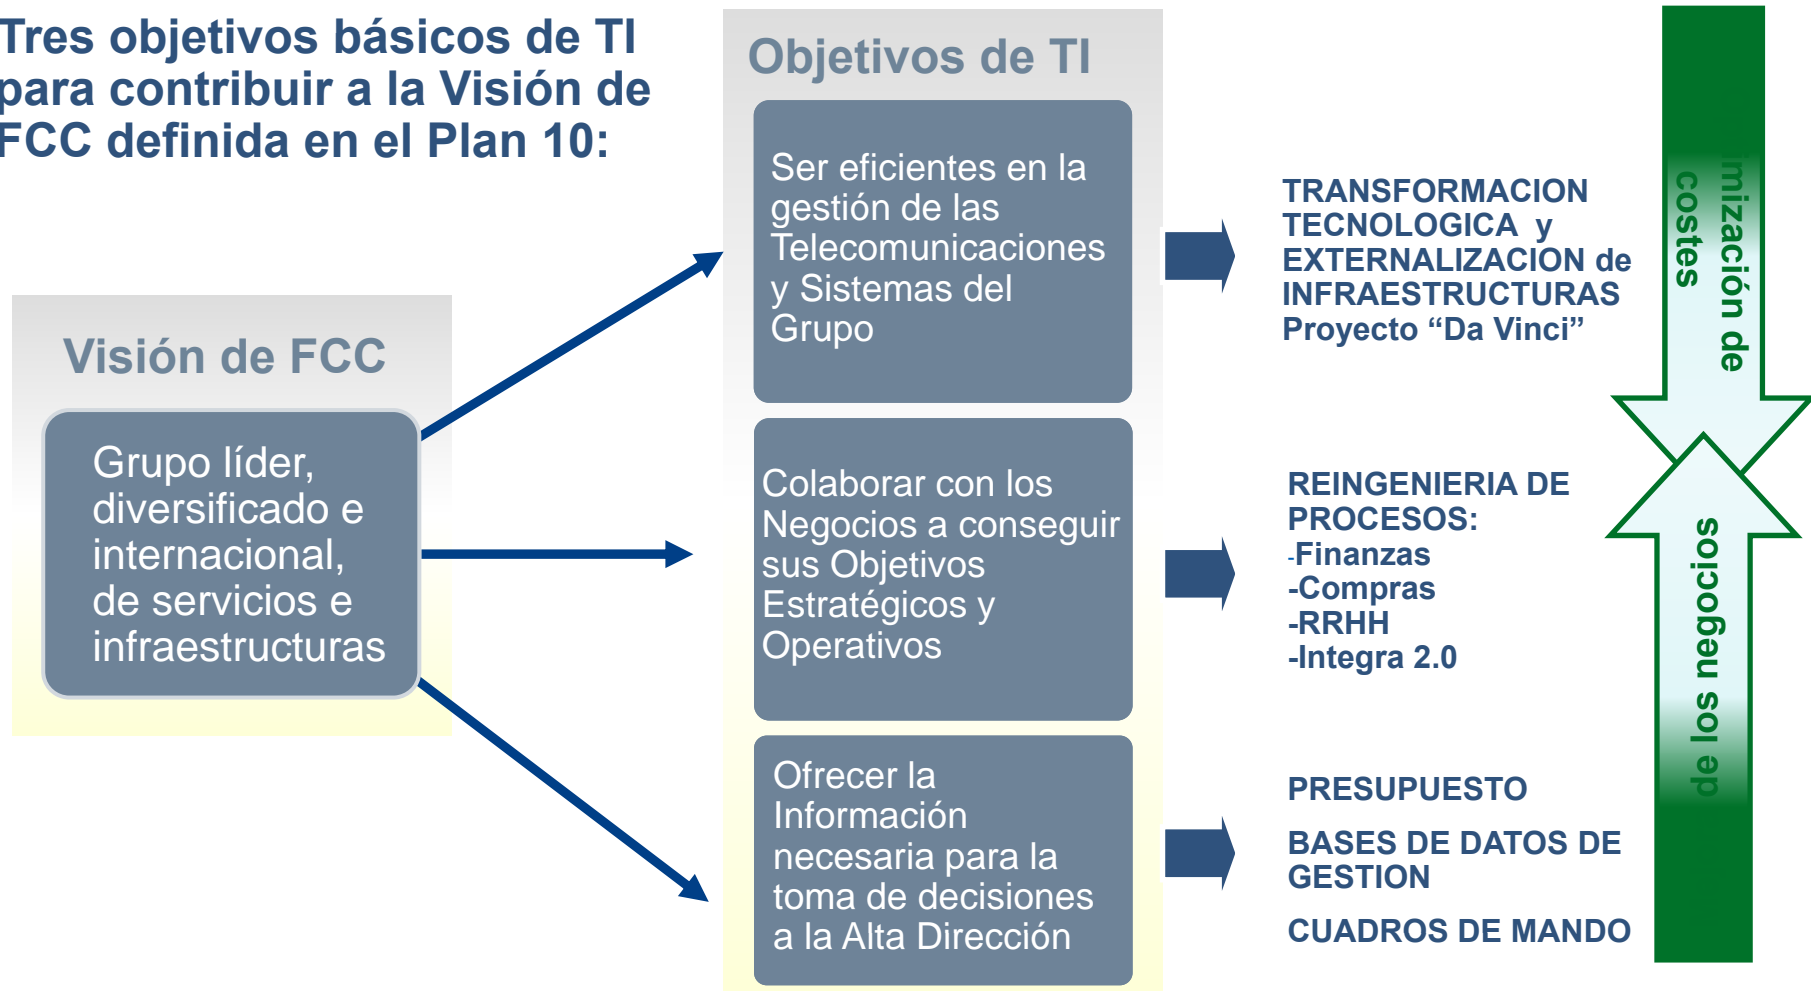 Tres objetivos básicos de TI
para contribuir a la Visión de
FCC definida en el Plan 10:
Visión de FCC
Grupo líder,
diversificado e
internacional,
de servicios e
infraestructuras
Objetivos de TI
Ser eficientes en la
gestión de las
Telecomunicaciones
y Sistemas del
Grupo
Colaborar con los
Negocios a conseguir
sus Objetivos
Estratégicos y
Operativos
Ofrecer la
Información
necesaria para la
toma de decisiones
a la Alta Dirección
TRANSFORMACION
TECNOLOGICA y
EXTERNALIZACION de
INFRAESTRUCTURAS
Proyecto “Da Vinci”
REINGENIERIA DE
PROCESOS:
-Finanzas
-Compras
-RRHH
-Integra 2.0
PRESUPUESTO
BASES DE DATOS DE
GESTION
CUADROS DE MANDO
de
costes
de los negocios